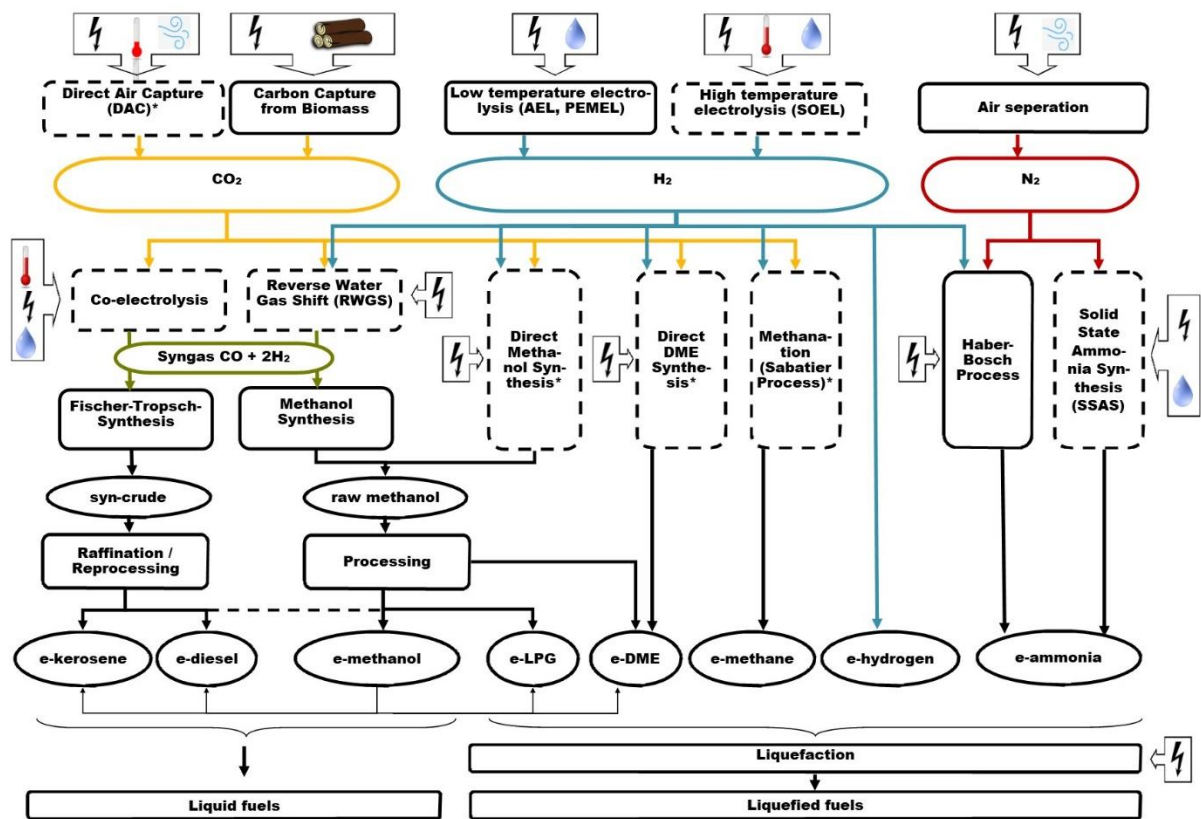 Direct Air Capture
(DAC)*
Carbon Capture
from Biomass
Low temperature electro-
lysis (AEL, PEMEL)
High temperature
electrolysis (SOEL)
Air seperation
CO₂
H₂
N₂
Co-electrolysis
Reverse Water
Gas Shift (RWGS)
Direct
Metha-
nol Syn-
thesis*
Direct
DME
Synthe-
sis*
Methana-
tion
(Sabatier
Process)*
Haber-
Bosch
Process
Solid
State
Ammo-
nia Syn-
thesis
(SSAS)
Syngas CO + 2H₂
Fischer-Tropsch-
Synthesis
Methanol
Synthesis
syn-crude
raw methanol
Raffination /
Reprocessing
Processing
e-kerosene
e-diesel
e-methanol
e-LPG
e-DME
e-methane
e-hydrogen
e-ammonia
Liquefaction
Liquid fuels
Liquefied fuels